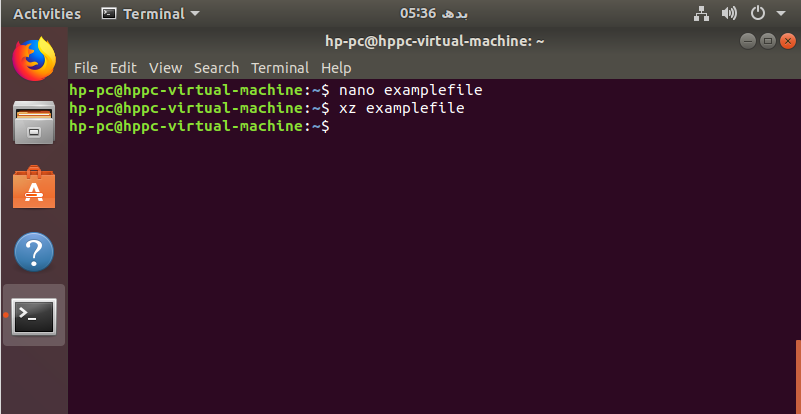 Activities Terminal بدھ 05:36
hp-pc@hppc-virtual-machine: ~
File Edit View Search Terminal Help
hp-pc@hppc-virtual-machine:~$ nano examplefile
hp-pc@hppc-virtual-machine:~$ xz examplefile
hp-pc@hppc-virtual-machine:~$